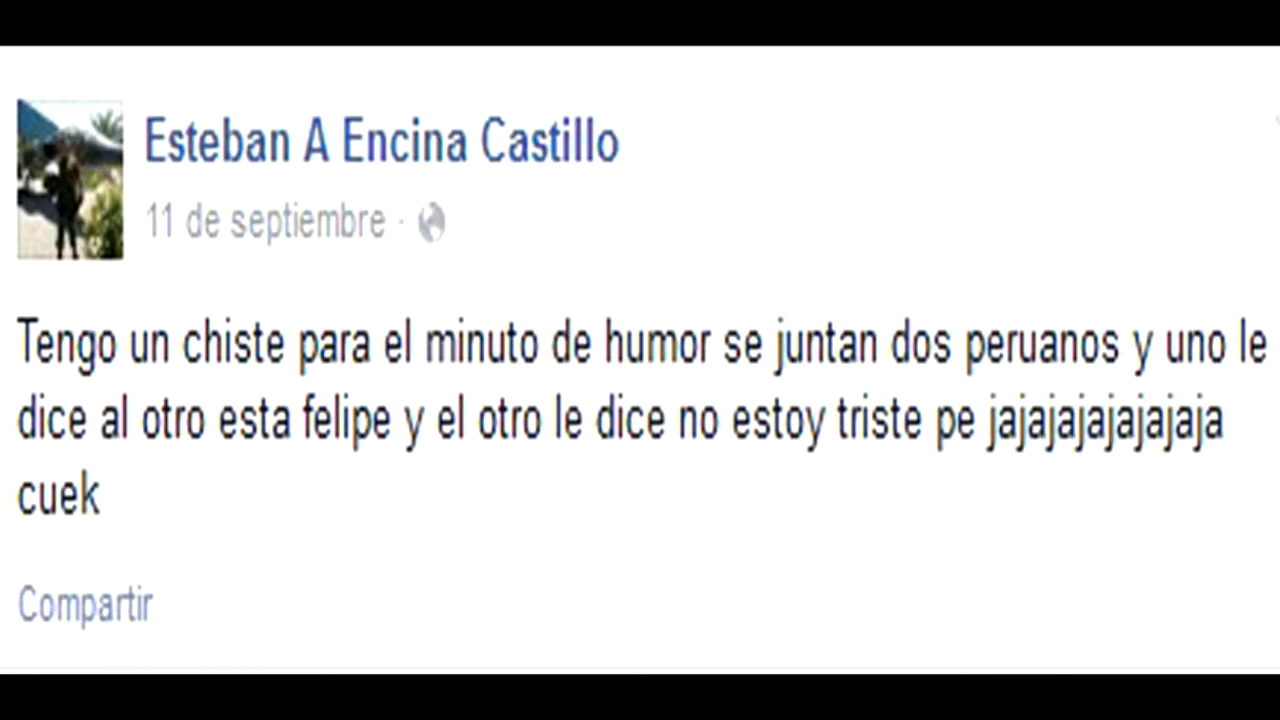 Esteban A Encina Castillo
11 de septiembre ·
Tengo un chiste para el minuto de humor se juntan dos peruanos y uno le
dice al otro esta felipe y el otro le dice no estoy triste pe jajajajajajajaja
cuek
Compartir